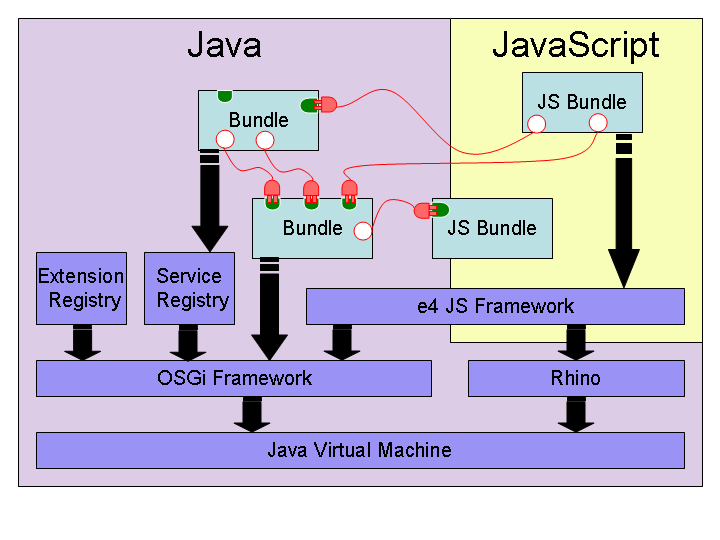 Java
JavaScript
JS Bundle
Bundle
Bundle
JS Bundle
Extension
Registry
Service
Registry
e4 JS Framework
OSGi Framework
Rhino
Java Virtual Machine